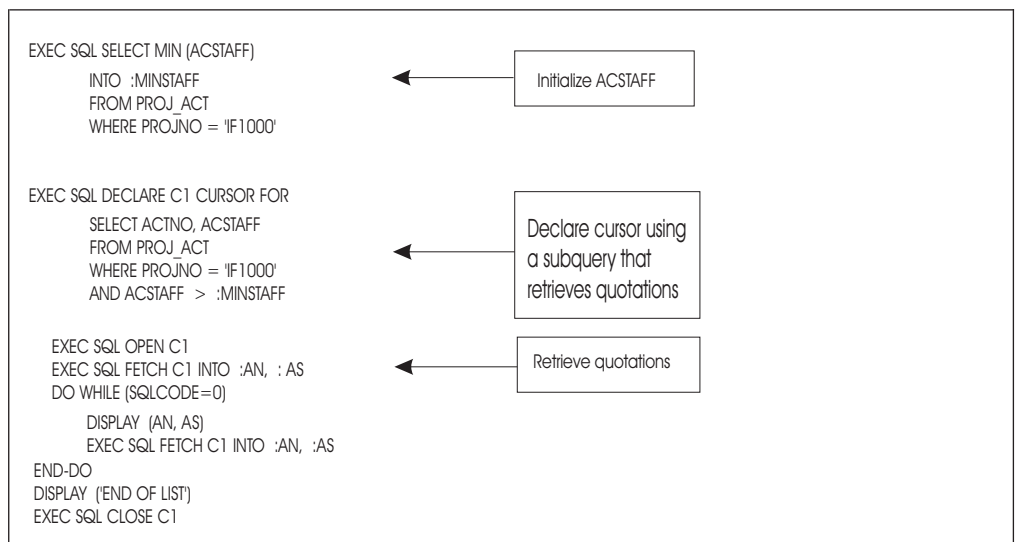 EXEC SQL SELECT MIN (ACSTAFF)
INTO :MINSTAFF
FROM PROJ_ACT
WHERE PROJNO = 'IF1000'
Initialize ACSTAFF
EXEC SQL DECLARE C1 CURSOR FOR
SELECT ACTNO, ACSTAFF
FROM PROJ_ACT
WHERE PROJNO = 'IF1000'
AND ACSTAFF > :MINSTAFF
Declare cursor using
a subquery that
retrieves quotations
EXEC SQL OPEN C1
EXEC SQL FETCH C1 INTO :AN, : AS
DO WHILE (SQLCODE=0)
Retrieve quotations
DISPLAY (AN, AS)
EXEC SQL FETCH C1 INTO :AN, :AS
END-DO
DISPLAY ('END OF LIST')
EXEC SQL CLOSE C1